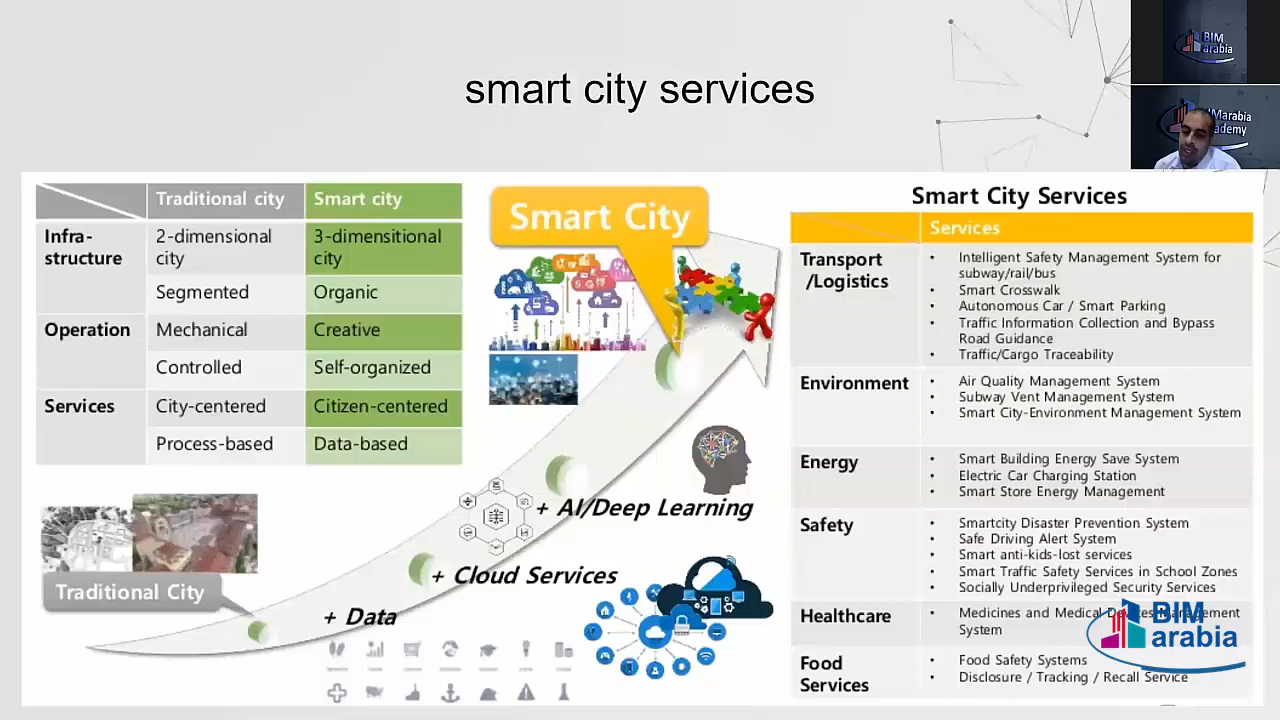 smart city services
BIM
arabia
BIMarabia
academy
Traditional city
Smart city
Infra-
structure
2-dimensional
city
3-dimensitional
city
Segmented
Organic
Operation
Mechanical
Creative
Controlled
Self-organized
Services
City-centered
Citizen-centered
Process-based
Data-based
Smart City
Traditional City
+ Data
+ Cloud Services
+ AI/Deep Learning
Smart City Services
Services
Transport
/Logistics
• Intelligent Safety Management System for
subway/rail/bus
• Smart Crosswalk
• Autonomous Car / Smart Parking
• Traffic Information Collection and Bypass
Road Guidance
• Traffic/Cargo Traceability
Environment
• Air Quality Management System
• Subway Vent Management System
• Smart City-Environment Management System
Energy
• Smart Building Energy Save System
• Electric Car Charging Station
• Smart Store Energy Management
Safety
• Smartcity Disaster Prevention System
• Safe Driving Alert System
• Smart anti-kids-lost services
• Smart Traffic Safety Services in School Zones
• Socially Underprivileged Security Services
Healthcare
• Medicines and Medical Devices Management
System
Food
Services
• Food Safety Systems
• Disclosure / Tracking / Recall Service
BIM
arabia